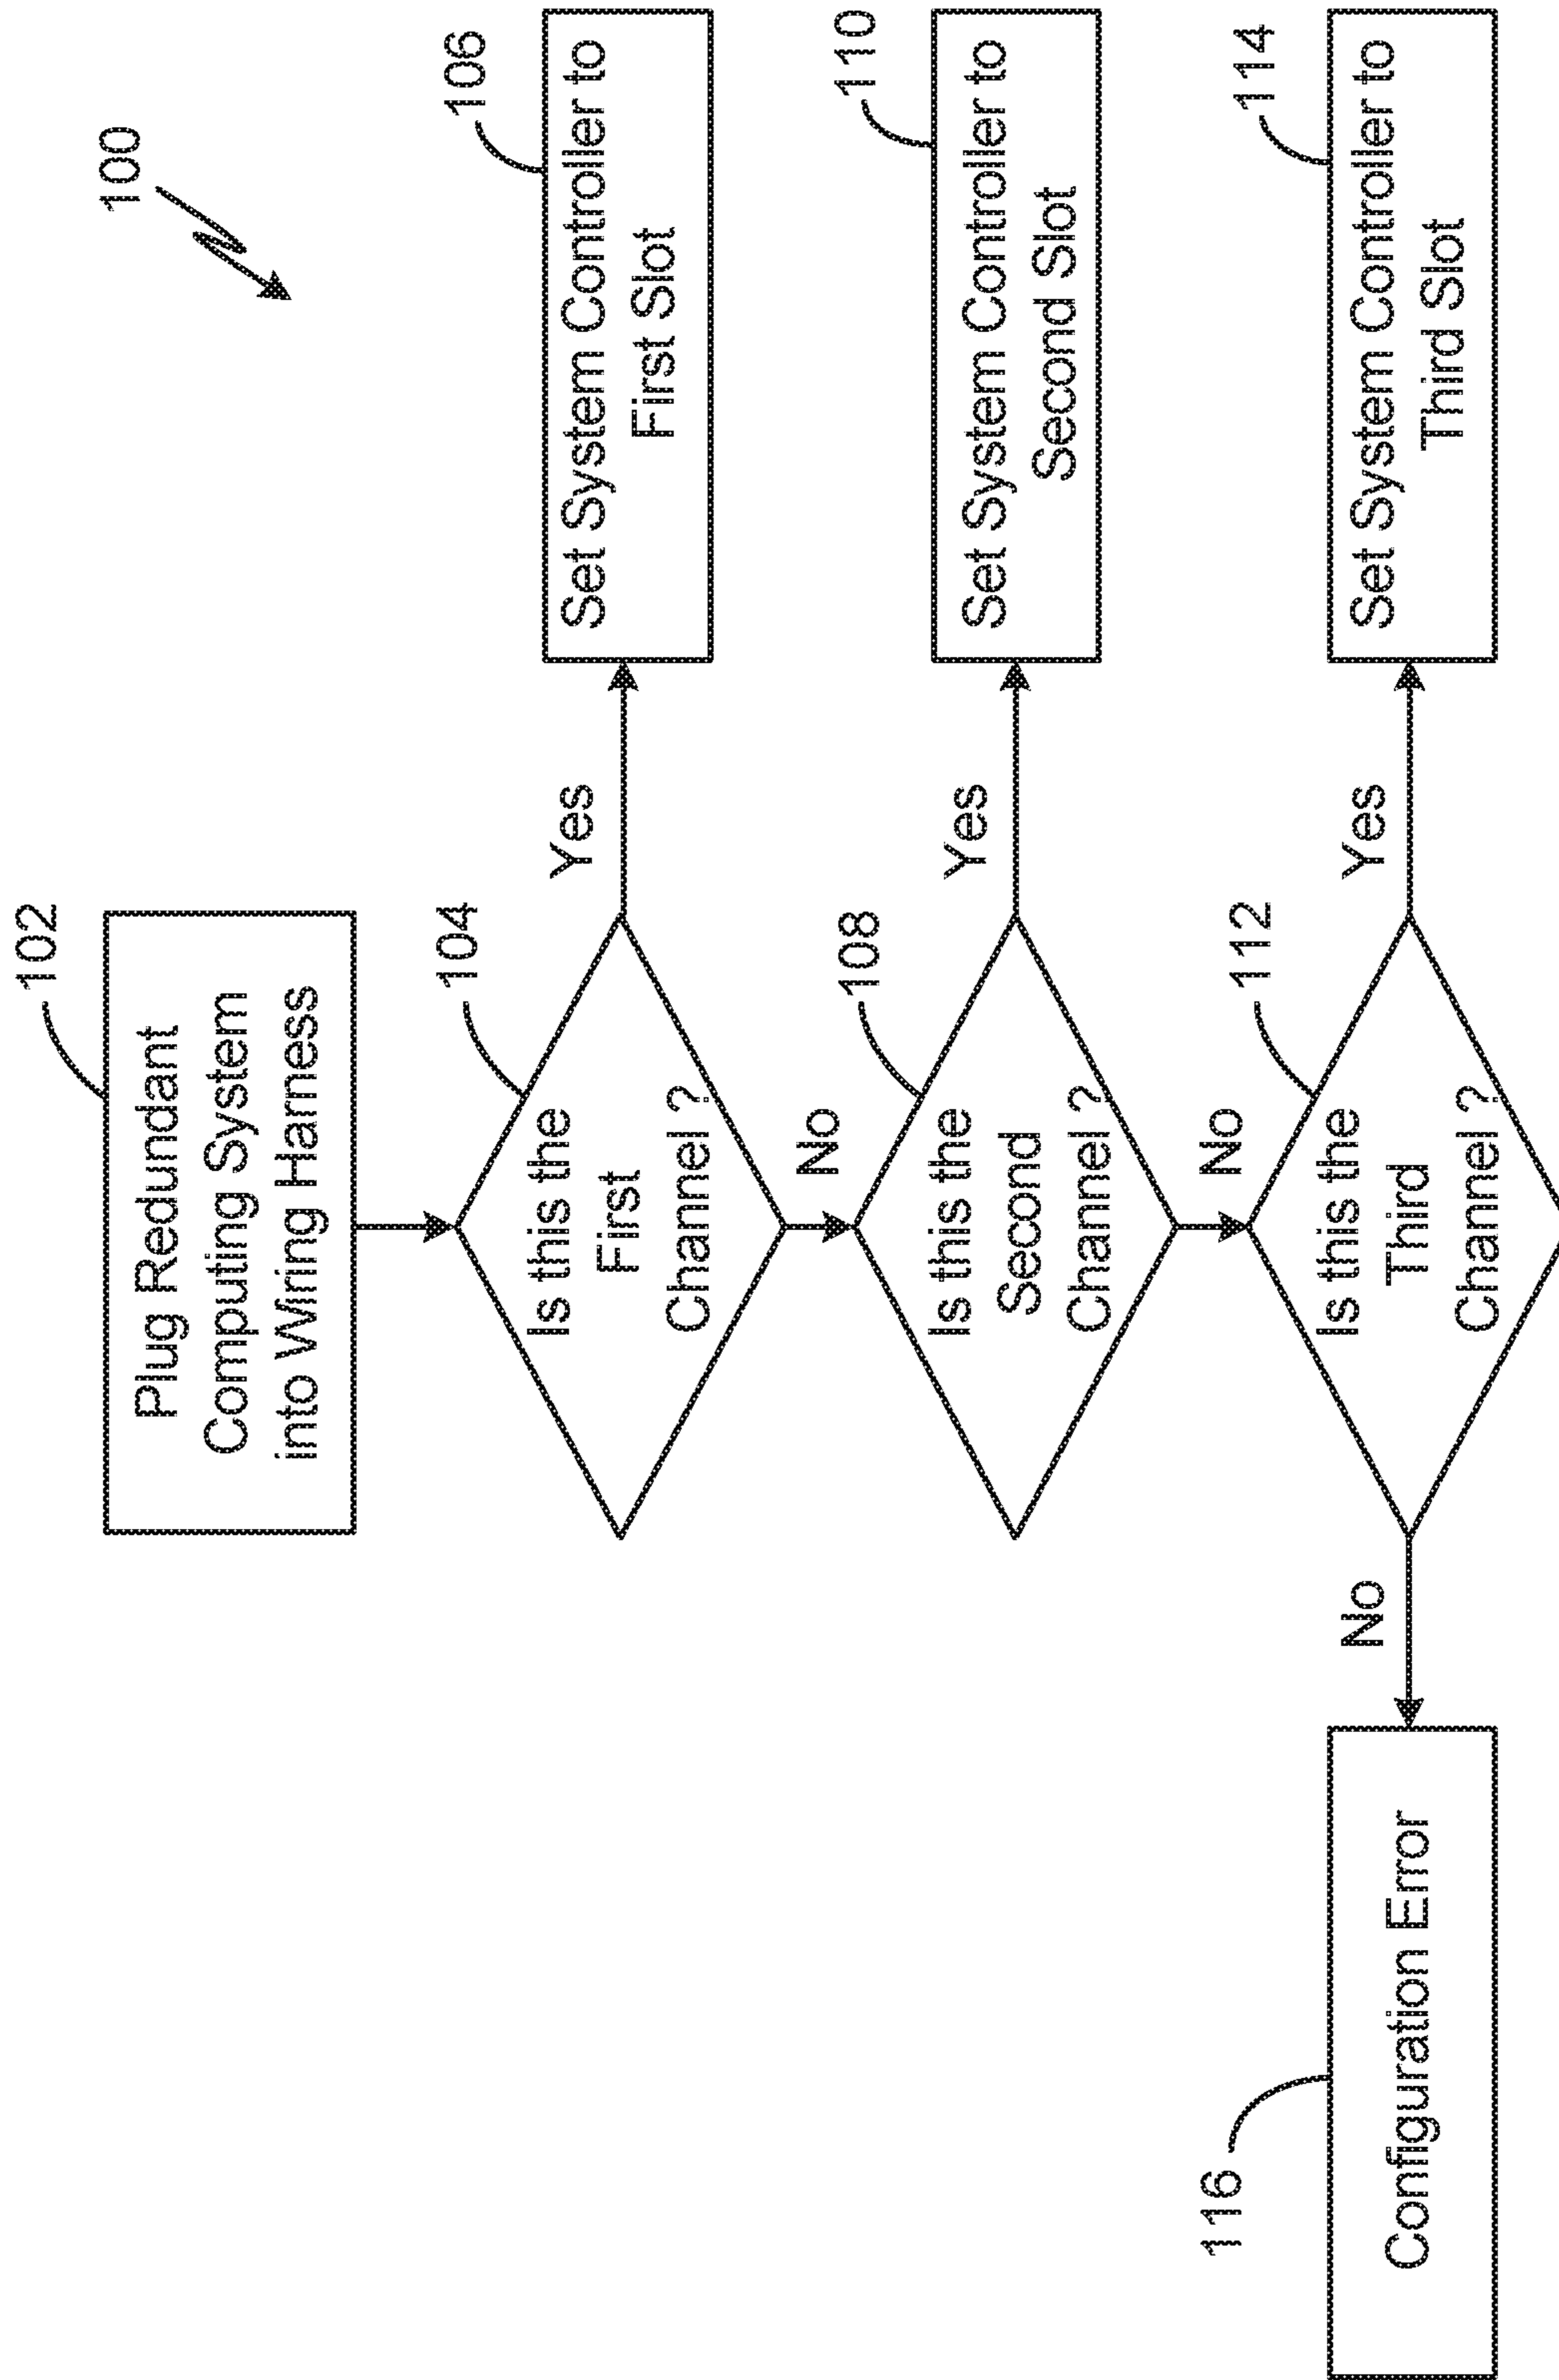 100
102
Plug Redundant
Computing System
into Wiring Harness
104
Is this the
First
Channel ?
Yes
106
Set System Controller to
First Slot
No
108
Is this the
Second
Channel ?
Yes
110
Set System Controller to
Second Slot
No
112
Is this the
Third
Channel ?
Yes
114
Set System Controller to
Third Slot
No
116
Configuration Error